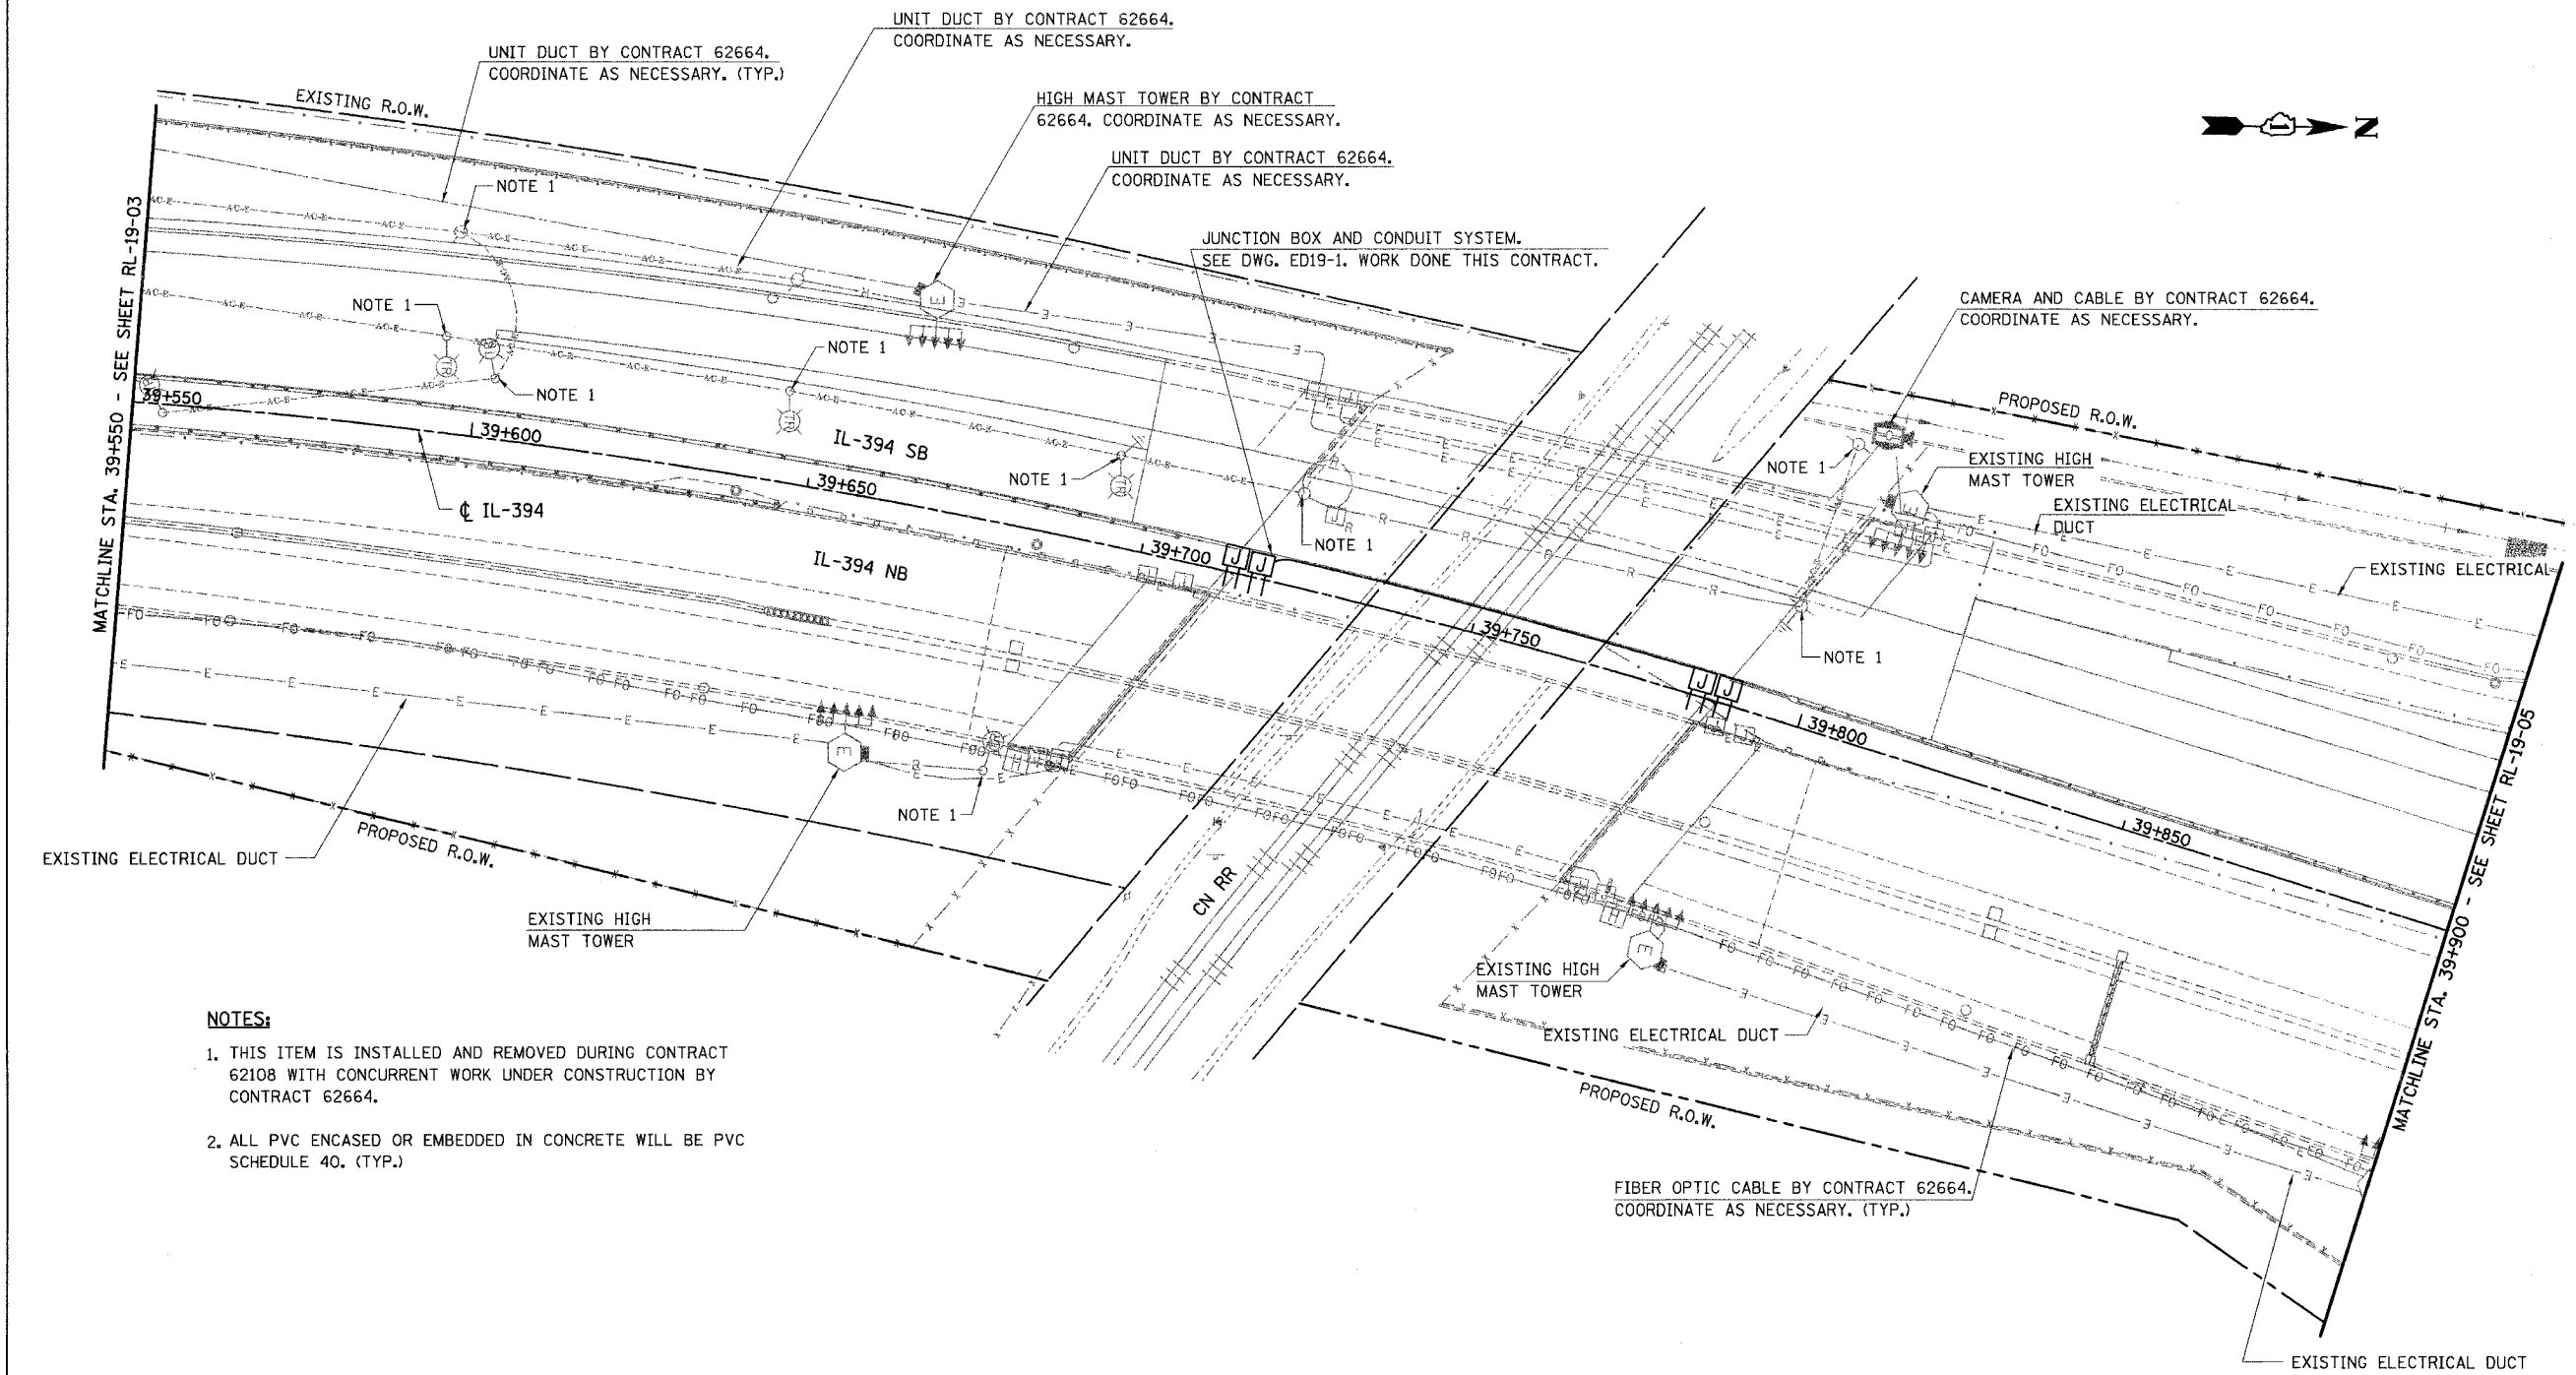 UNIT DUCT BY CONTRACT 62664.
COORDINATE AS NECESSARY.
UNIT DUCT BY CONTRACT 62664.
COORDINATE AS NECESSARY. (TYP.)
HIGH MAST TOWER BY CONTRACT
62664. COORDINATE AS NECESSARY.
UNIT DUCT BY CONTRACT 62664.
COORDINATE AS NECESSARY.
EXISTING R.O.W.
N
NOTE 1
JUNCTION BOX AND CONDUIT SYSTEM.
SEE DWG. ED19-1. WORK DONE THIS CONTRACT.
CAMERA AND CABLE BY CONTRACT 62664.
COORDINATE AS NECESSARY.
MATCHLINE STA. 39+550 - SEE SHEET RL-19-03
NOTE 1
NOTE 1
NOTE 1
39+550
39+600
IL-394 SB
NOTE 1
39+650
℄ IL-394
IL-394 NB
39+700
J J
NOTE 1
PROPOSED R.O.W.
NOTE 1
EXISTING HIGH
MAST TOWER
EXISTING ELECTRICAL
DUCT
EXISTING ELECTRICAL
39+750
NOTE 1
J J
39+800
39+850
MATCHLINE STA. 39+900 - SEE SHEET RL-19-05
EXISTING ELECTRICAL DUCT
PROPOSED R.O.W.
NOTE 1
EXISTING HIGH
MAST TOWER
CN RR
EXISTING HIGH
MAST TOWER
EXISTING ELECTRICAL DUCT
PROPOSED R.O.W.
FIBER OPTIC CABLE BY CONTRACT 62664.
COORDINATE AS NECESSARY. (TYP.)
EXISTING ELECTRICAL DUCT
NOTES:
1. THIS ITEM IS INSTALLED AND REMOVED DURING CONTRACT
62108 WITH CONCURRENT WORK UNDER CONSTRUCTION BY
CONTRACT 62664.
2. ALL PVC ENCASED OR EMBEDDED IN CONCRETE WILL BE PVC
SCHEDULE 40. (TYP.)